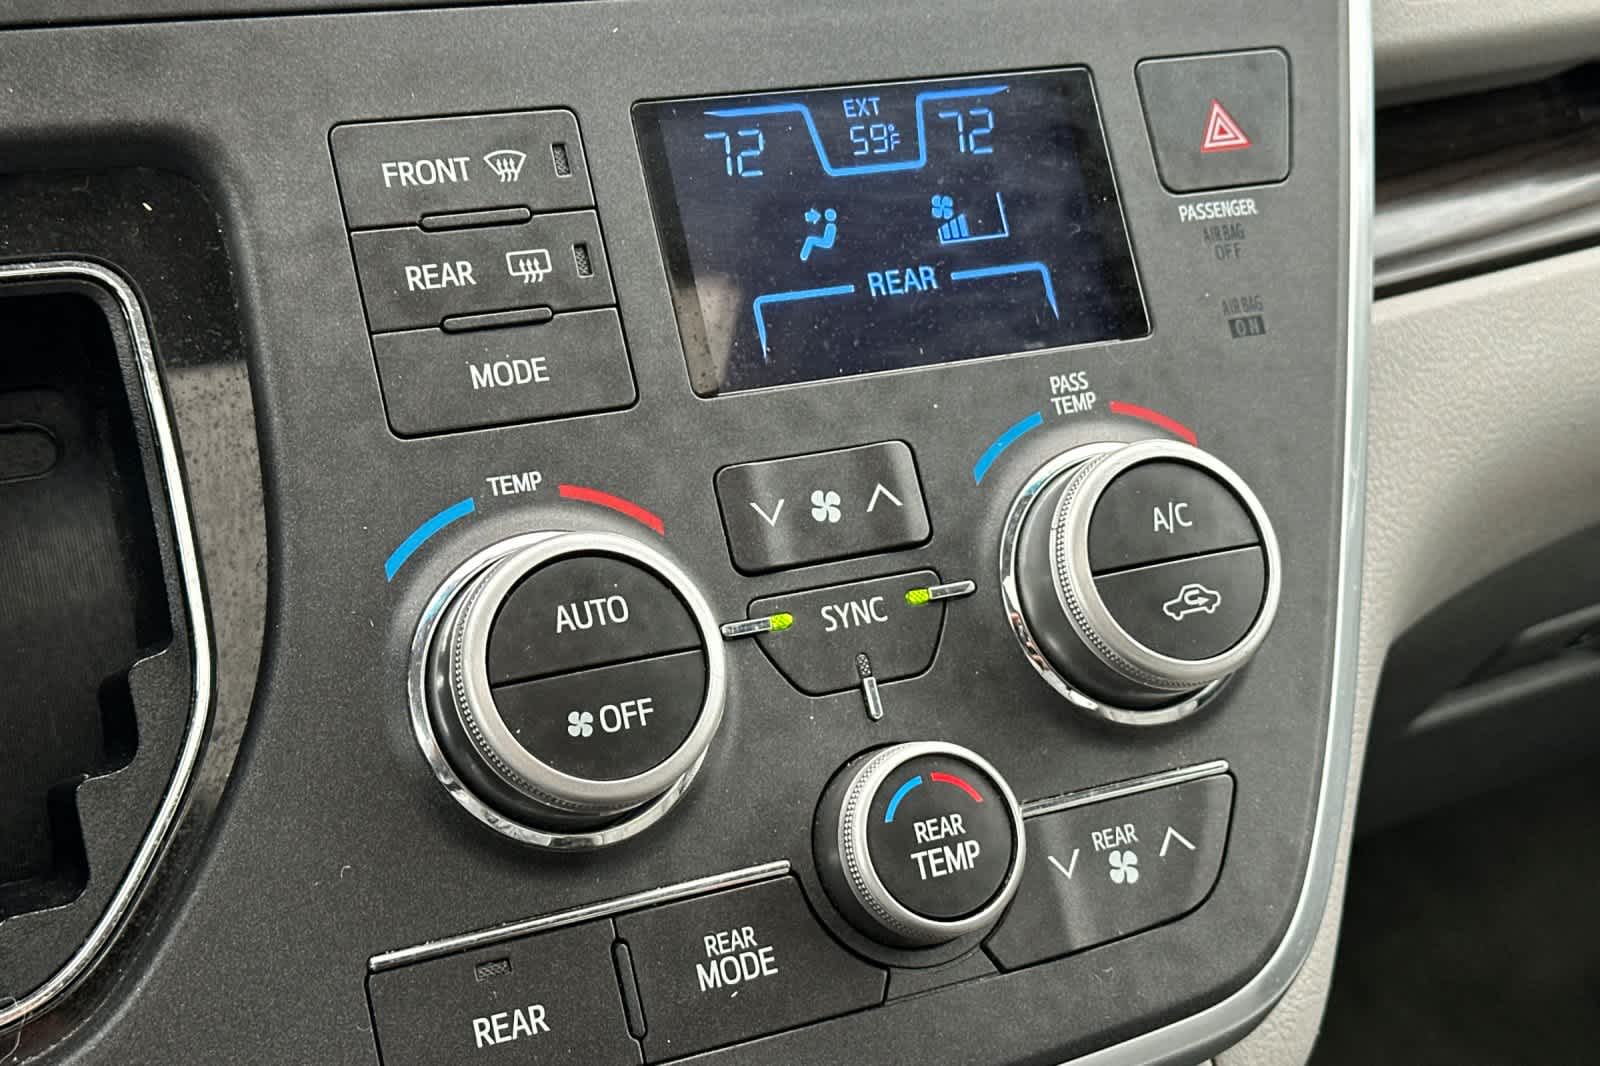 EXT
72 59°F 72
REAR
FRONT
REAR
MODE
PASSENGER
AIR BAG
OFF
AIR BAG
ON
TEMP
PASS
TEMP
AUTO
OFF
SYNC
A/C
REAR
TEMP
REAR
REAR
MODE
REAR